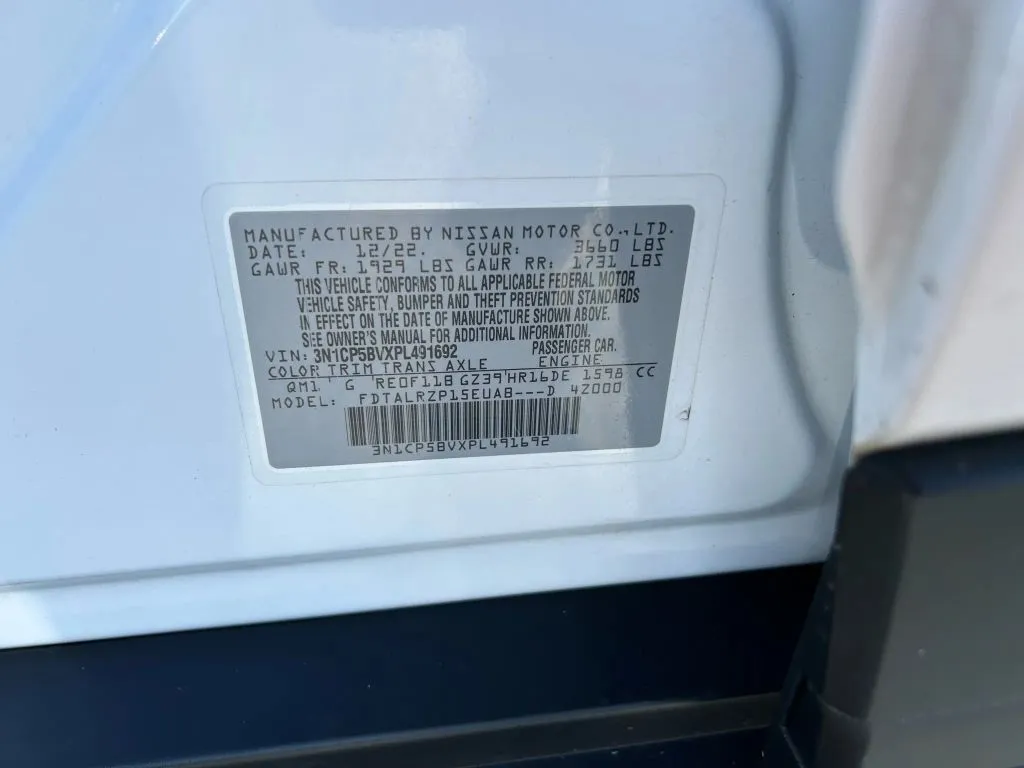 MANUFACTURED BY NISSAN MOTOR CO.,LTD.
DATE: 12/22. GVWR: 3660 LBS
GAWR FR: 1929 LBS GAWR RR: 1731 LBS
THIS VEHICLE CONFORMS TO ALL APPLICABLE FEDERAL MOTOR
VEHICLE SAFETY, BUMPER AND THEFT PREVENTION STANDARDS
IN EFFECT ON THE DATE OF MANUFACTURE SHOWN ABOVE.
SEE OWNER'S MANUAL FOR ADDITIONAL INFORMATION.
VIN: 3N1CP5BVXPL491692 PASSENGER CAR.
COLOR TRIM TRANS AXLE ENGINE
QM1 G RE0F11B GZ39 HR16DE 1598 CC
MODEL: FDTALRZP15EUAB---D 4Z000
3N1CP5BVXPL491692